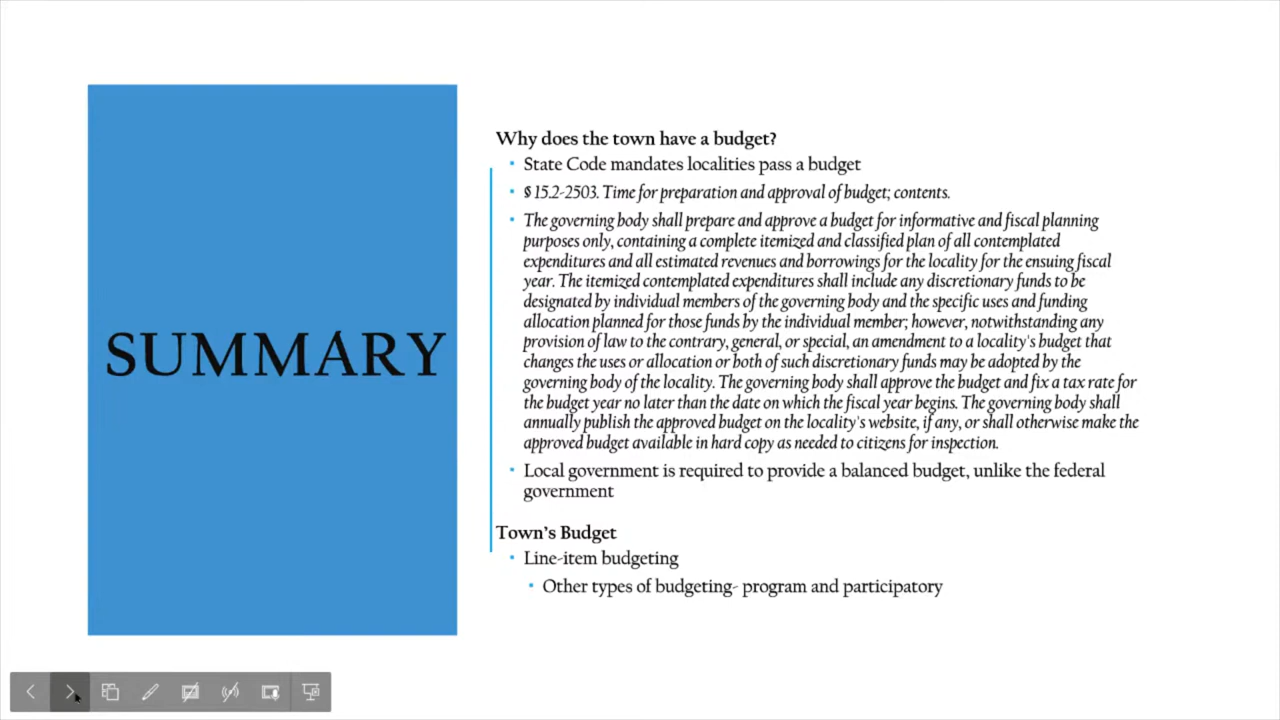 SUMMARY
Why does the town have a budget?
• State Code mandates localities pass a budget
• § 15.2-2503. Time for preparation and approval of budget; contents.
• The governing body shall prepare and approve a budget for informative and fiscal planning
purposes only, containing a complete itemized and classified plan of all contemplated
expenditures and all estimated revenues and borrowings for the locality for the ensuing fiscal
year. The itemized contemplated expenditures shall include any discretionary funds to be
designated by individual members of the governing body and the specific uses and funding
allocation planned for those funds by the individual member; however, notwithstanding any
provision of law to the contrary, general, or special, an amendment to a locality's budget that
changes the uses or allocation or both of such discretionary funds may be adopted by the
governing body of the locality. The governing body shall approve the budget and fix a tax rate for
the budget year no later than the date on which the fiscal year begins. The governing body shall
annually publish the approved budget on the locality's website, if any, or shall otherwise make the
approved budget available in hard copy as needed to citizens for inspection.
• Local government is required to provide a balanced budget, unlike the federal
government
Town's Budget
• Line-item budgeting
• Other types of budgeting- program and participatory